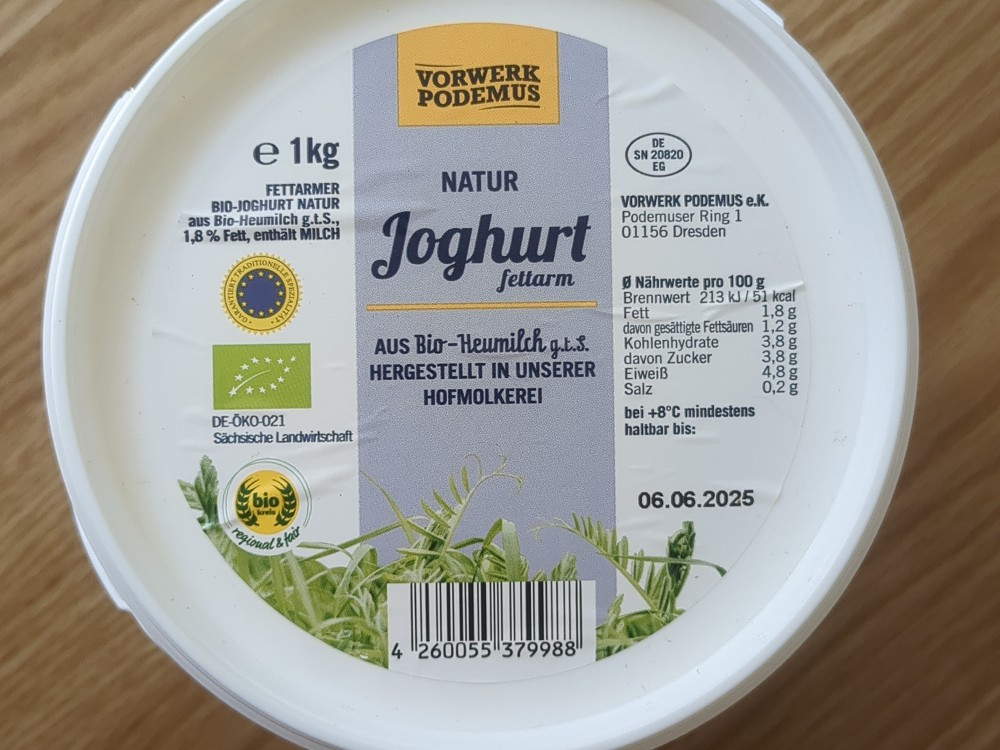 VORWERK
PODEMUS
℮ 1kg
FETTARMER
BIO-JOGHURT NATUR
aus Bio-Heumilch g.t.S.,
1,8 % Fett, enthält MILCH
GARANTIERT TRADITIONELLE SPEZIALITÄT
DE-ÖKO-021
Sächsische Landwirtschaft
bio
kreis
regional & fair
NATUR
Joghurt
fettarm
AUS Bio-Heumilch g.t.S.
HERGESTELLT IN UNSERER
HOFMOLKEREI
DE
SN 20820
EG
VORWERK PODEMUS e.K.
Podemuser Ring 1
01156 Dresden
Ø Nährwerte pro 100 g
Brennwert 213 kJ / 51 kcal
Fett 1,8 g
davon gesättigte Fettsäuren 1,2 g
Kohlenhydrate 3,8 g
davon Zucker 3,8 g
Eiweiß 4,8 g
Salz 0,2 g
bei +8°C mindestens
haltbar bis:
06.06.2025
4 260055 379988